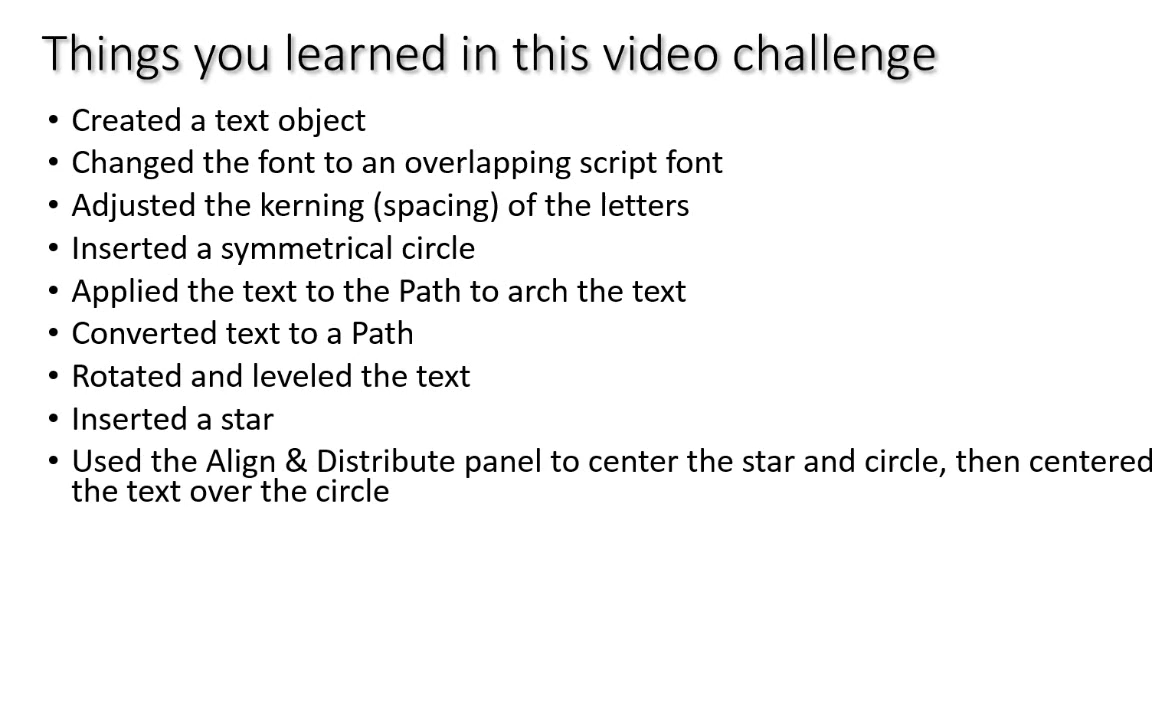 Things you learned in this video challenge
• Created a text object
• Changed the font to an overlapping script font
• Adjusted the kerning (spacing) of the letters
• Inserted a symmetrical circle
• Applied the text to the Path to arch the text
• Converted text to a Path
• Rotated and leveled the text
• Inserted a star
• Used the Align & Distribute panel to center the star and circle, then centered
the text over the circle